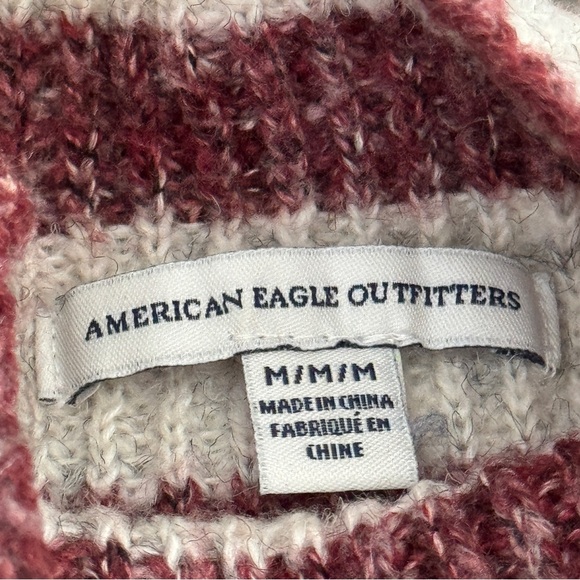 AMERICAN EAGLE OUTFITTERS
M/M/M
MADE IN CHINA
FABRIQUÉ EN
CHINE